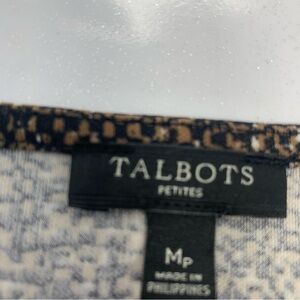 TALBOTS
PETITES
MP
MADE IN
PHILIPPINES